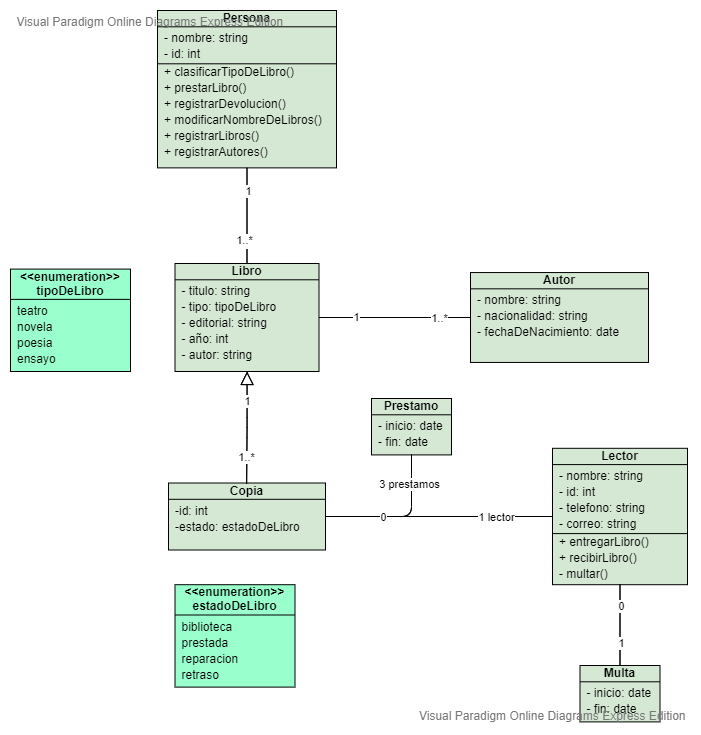 Visual Paradigm Online Diagrams Express Edition
Persona
- nombre: string
- id: int
+ clasificarTipoDeLibro()
+ prestarLibro()
+ registrarDevolucion()
+ modificarNombreDeLibros()
+ registrarLibros()
+ registrarAutores()
1
1..*
<<enumeration>>
tipoDeLibro
teatro
novela
poesia
ensayo
Libro
- titulo: string
- tipo: tipoDeLibro
- editorial: string
- año: int
- autor: string
1
1..*
Autor
- nombre: string
- nacionalidad: string
- fechaDeNacimiento: date
1
1..*
Prestamo
- inicio: date
- fin: date
3 prestamos
Copia
-id: int
-estado: estadoDeLibro
0
1 lector
Lector
- nombre: string
- id: int
- telefono: string
- correo: string
+ entregarLibro()
+ recibirLibro()
- multar()
<<enumeration>>
estadoDeLibro
biblioteca
prestada
reparacion
retraso
0
1
Multa
- inicio: date
- fin: date
Visual Paradigm Online Diagrams Express Edition